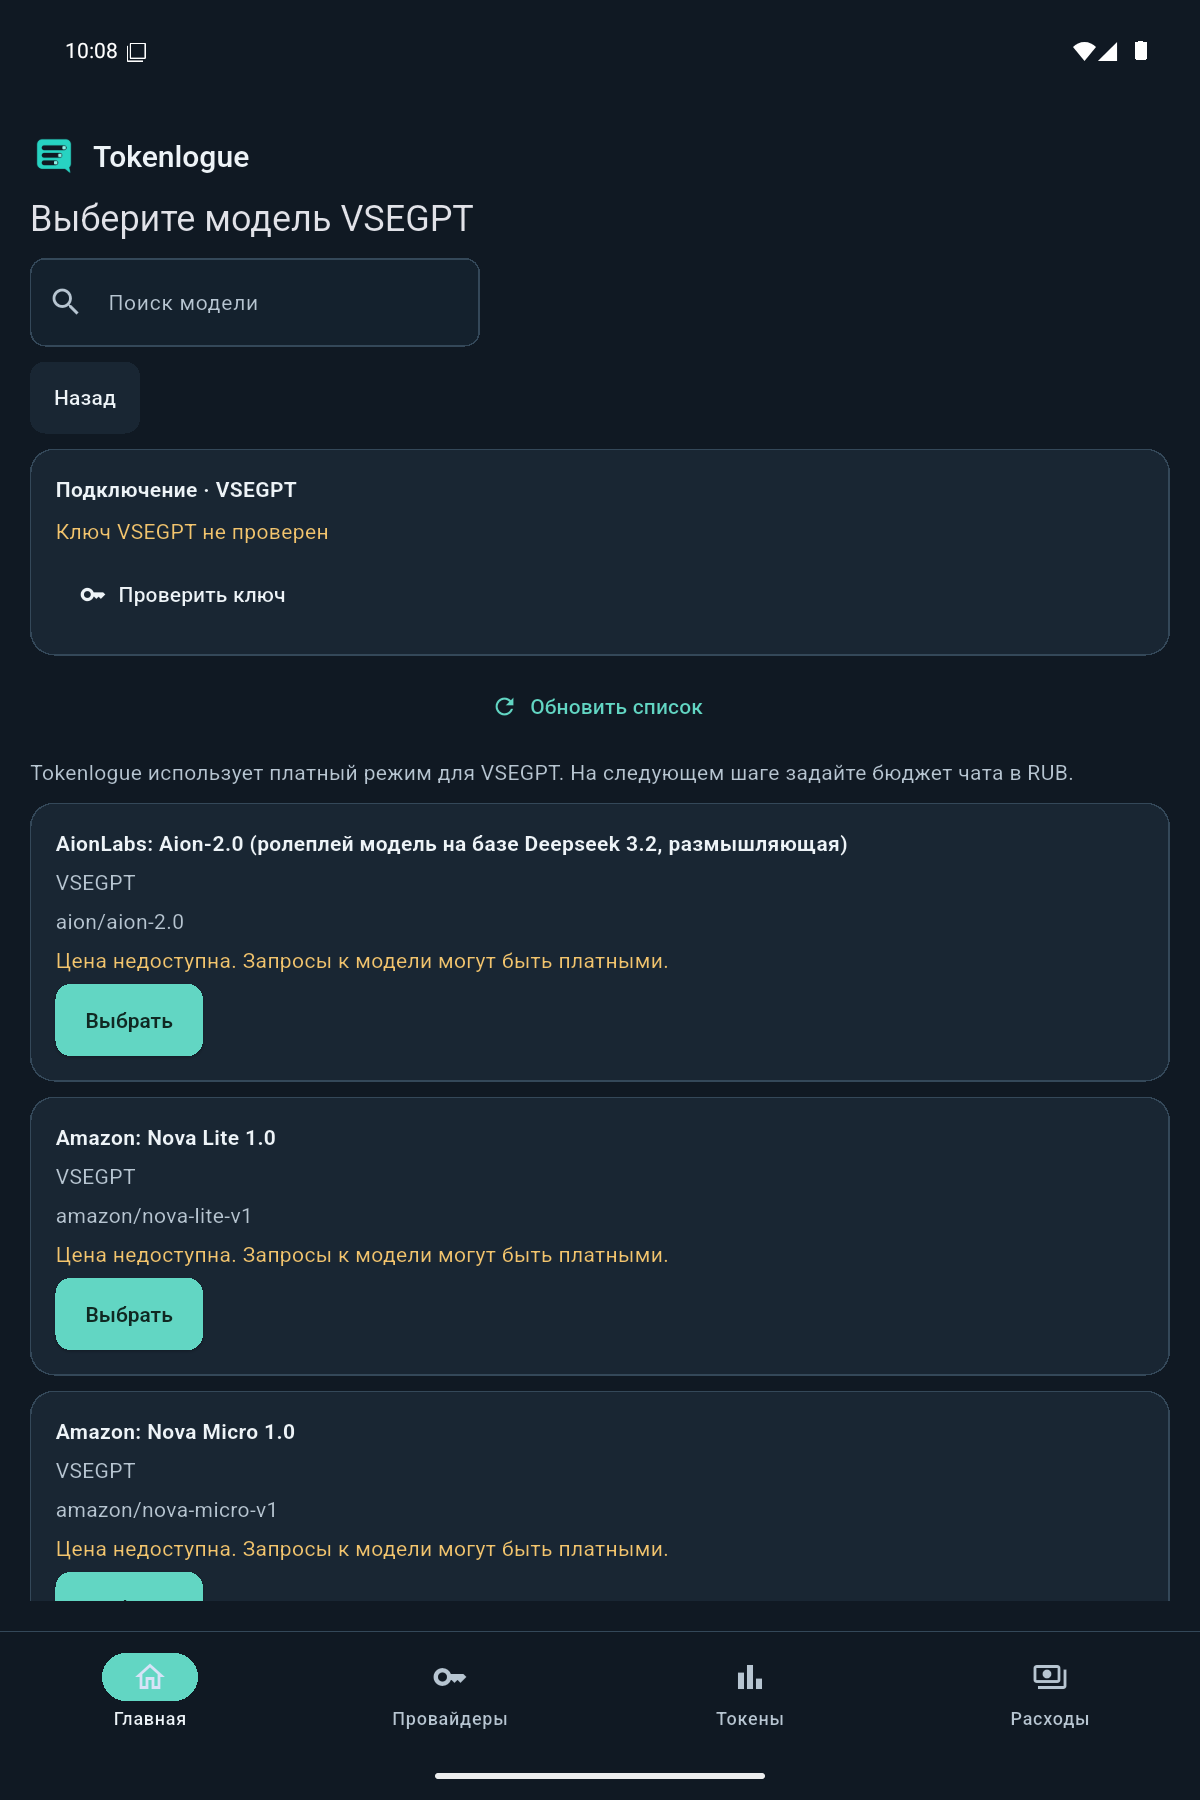 10:08
Tokenlogue
Выберите модель VSEGPT
Поиск модели
Назад
Подключение · VSEGPT
Ключ VSEGPT не проверен
Проверить ключ
Обновить список
Tokenlogue использует платный режим для VSEGPT. На следующем шаге задайте бюджет чата в RUB.
AionLabs: Aion-2.0 (ролеплей модель на базе Deepseek 3.2, размышляющая)
VSEGPT
aion/aion-2.0
Цена недоступна. Запросы к модели могут быть платными.
Выбрать
Amazon: Nova Lite 1.0
VSEGPT
amazon/nova-lite-v1
Цена недоступна. Запросы к модели могут быть платными.
Выбрать
Amazon: Nova Micro 1.0
VSEGPT
amazon/nova-micro-v1
Цена недоступна. Запросы к модели могут быть платными.
Главная
Провайдеры
Токены
Расходы